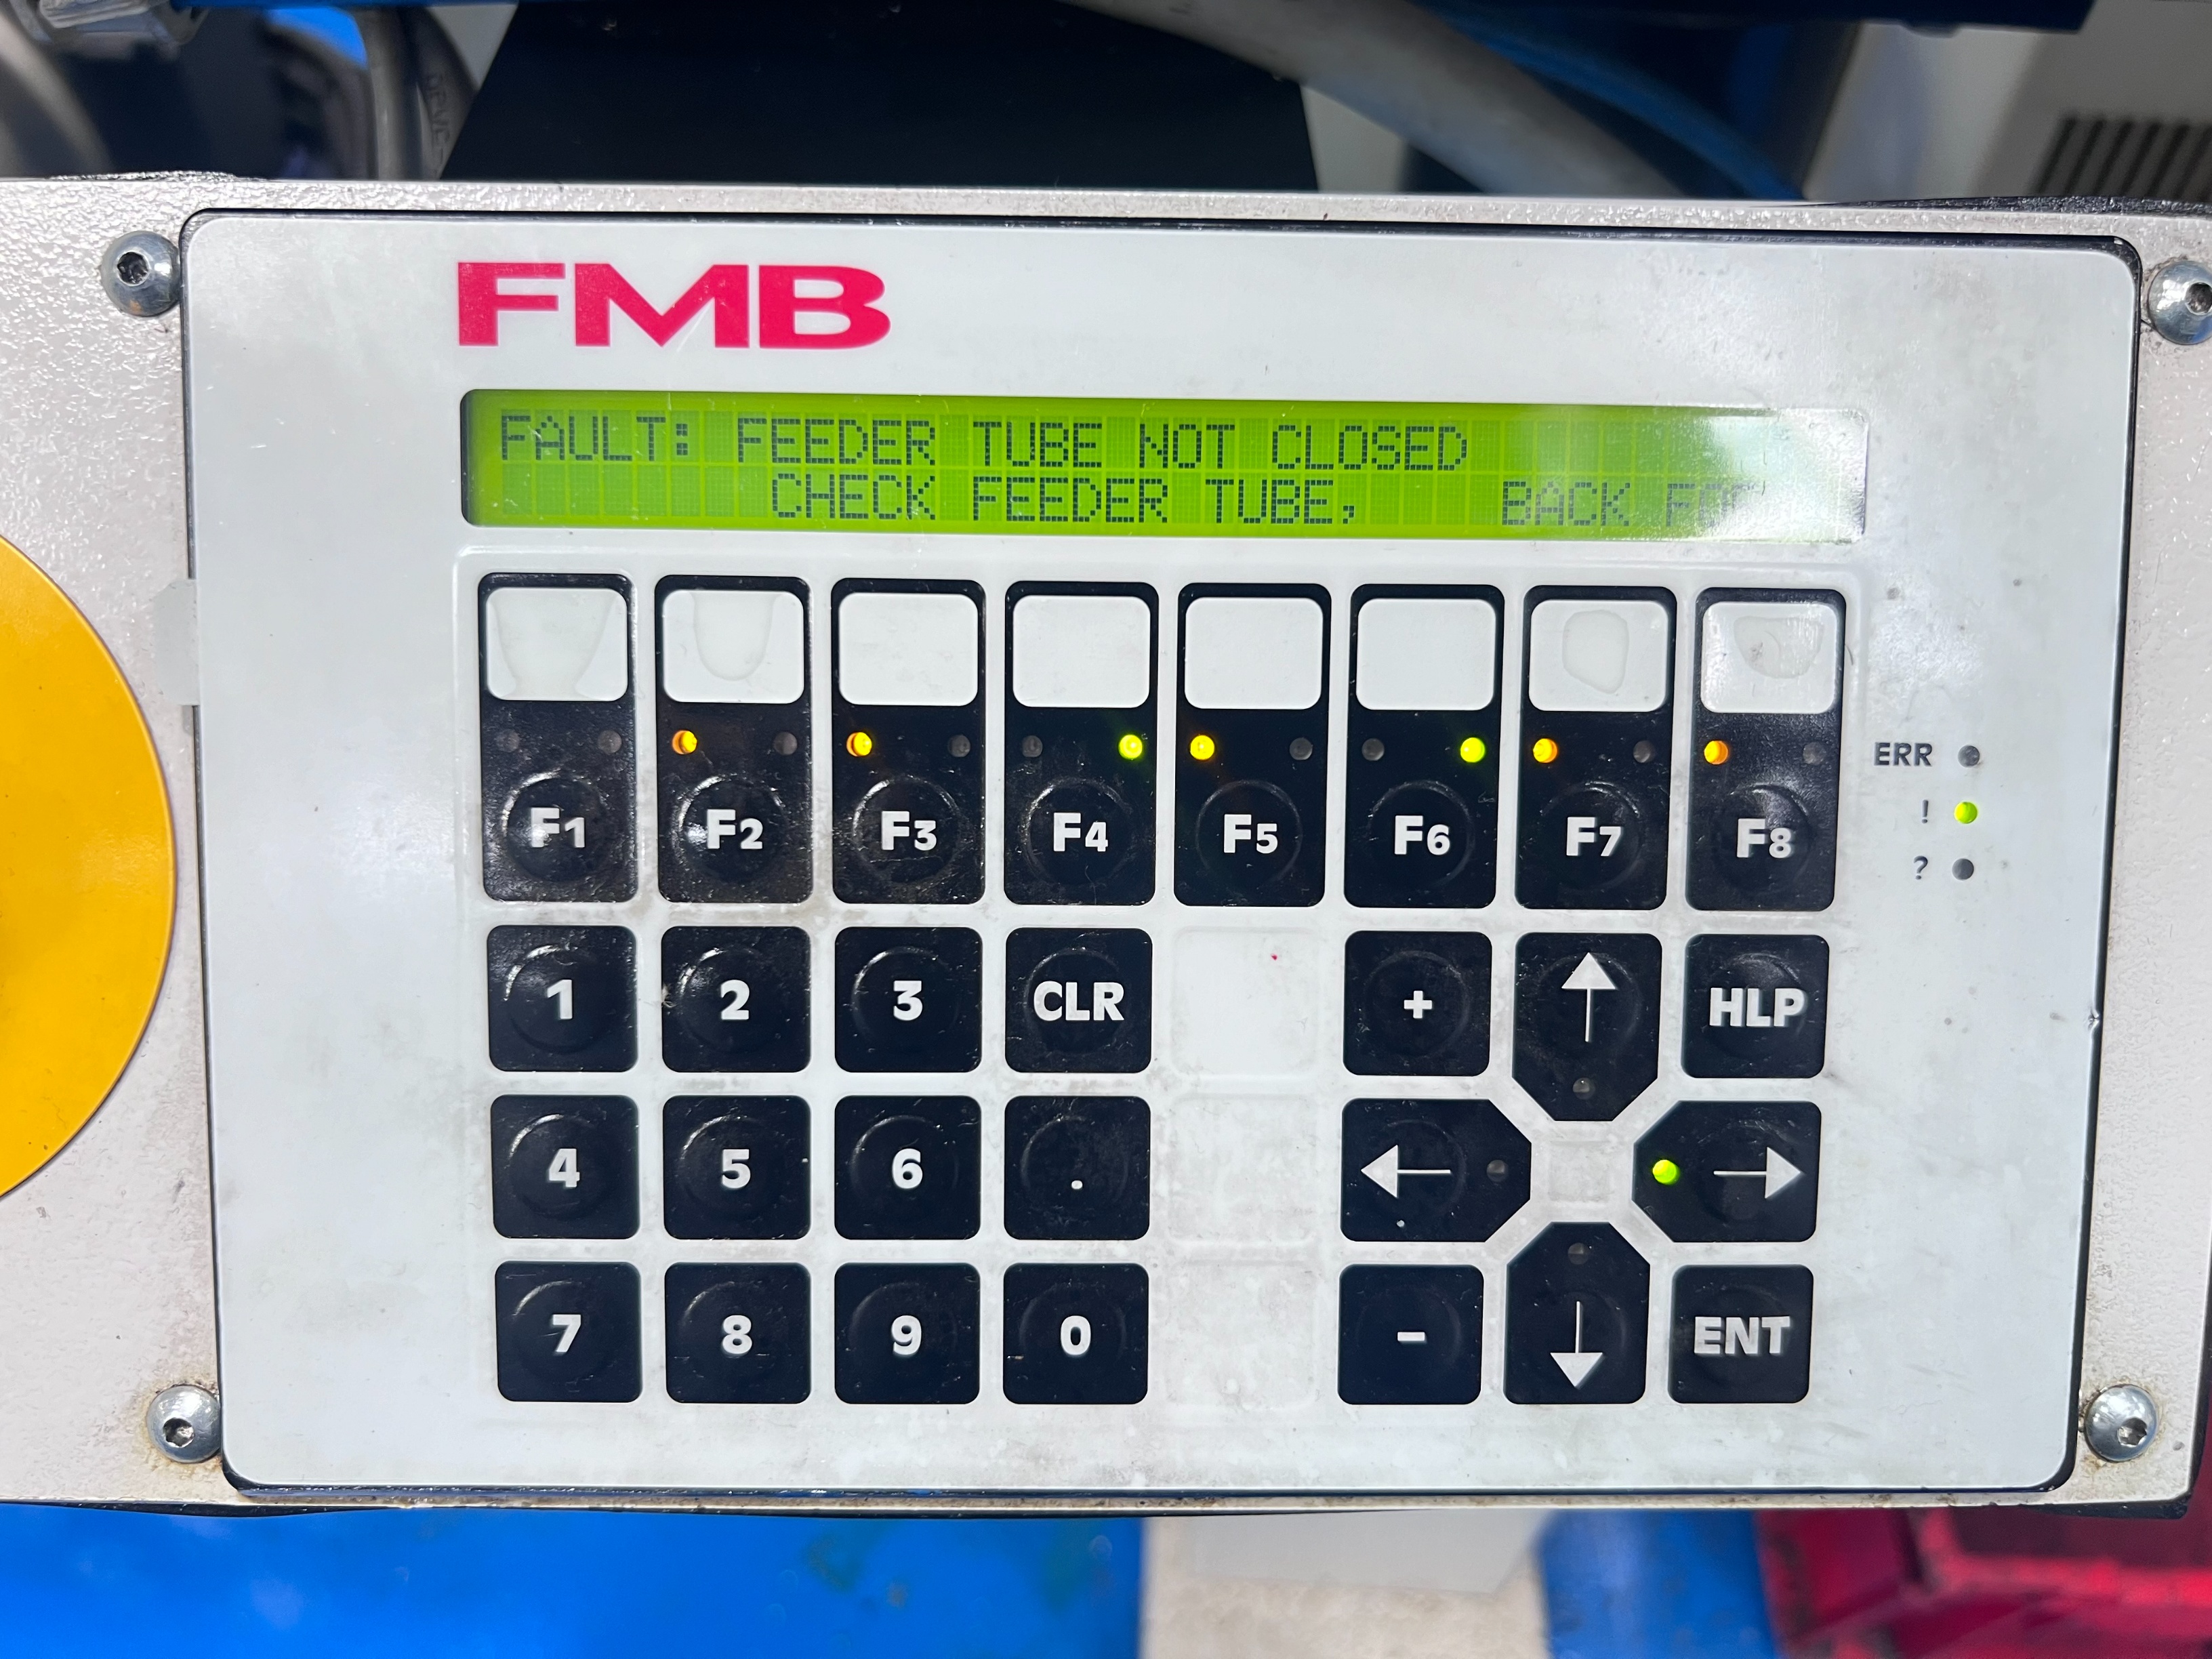 FMB
FAULT: FEEDER TUBE NOT CLOSED
CHECK FEEDER TUBE, BACK
F1 F2 F3 F4 F5 F6 F7 F8
ERR
!
?
1 2 3 CLR + HLP
4 5 6 .
7 8 9 0 - ENT